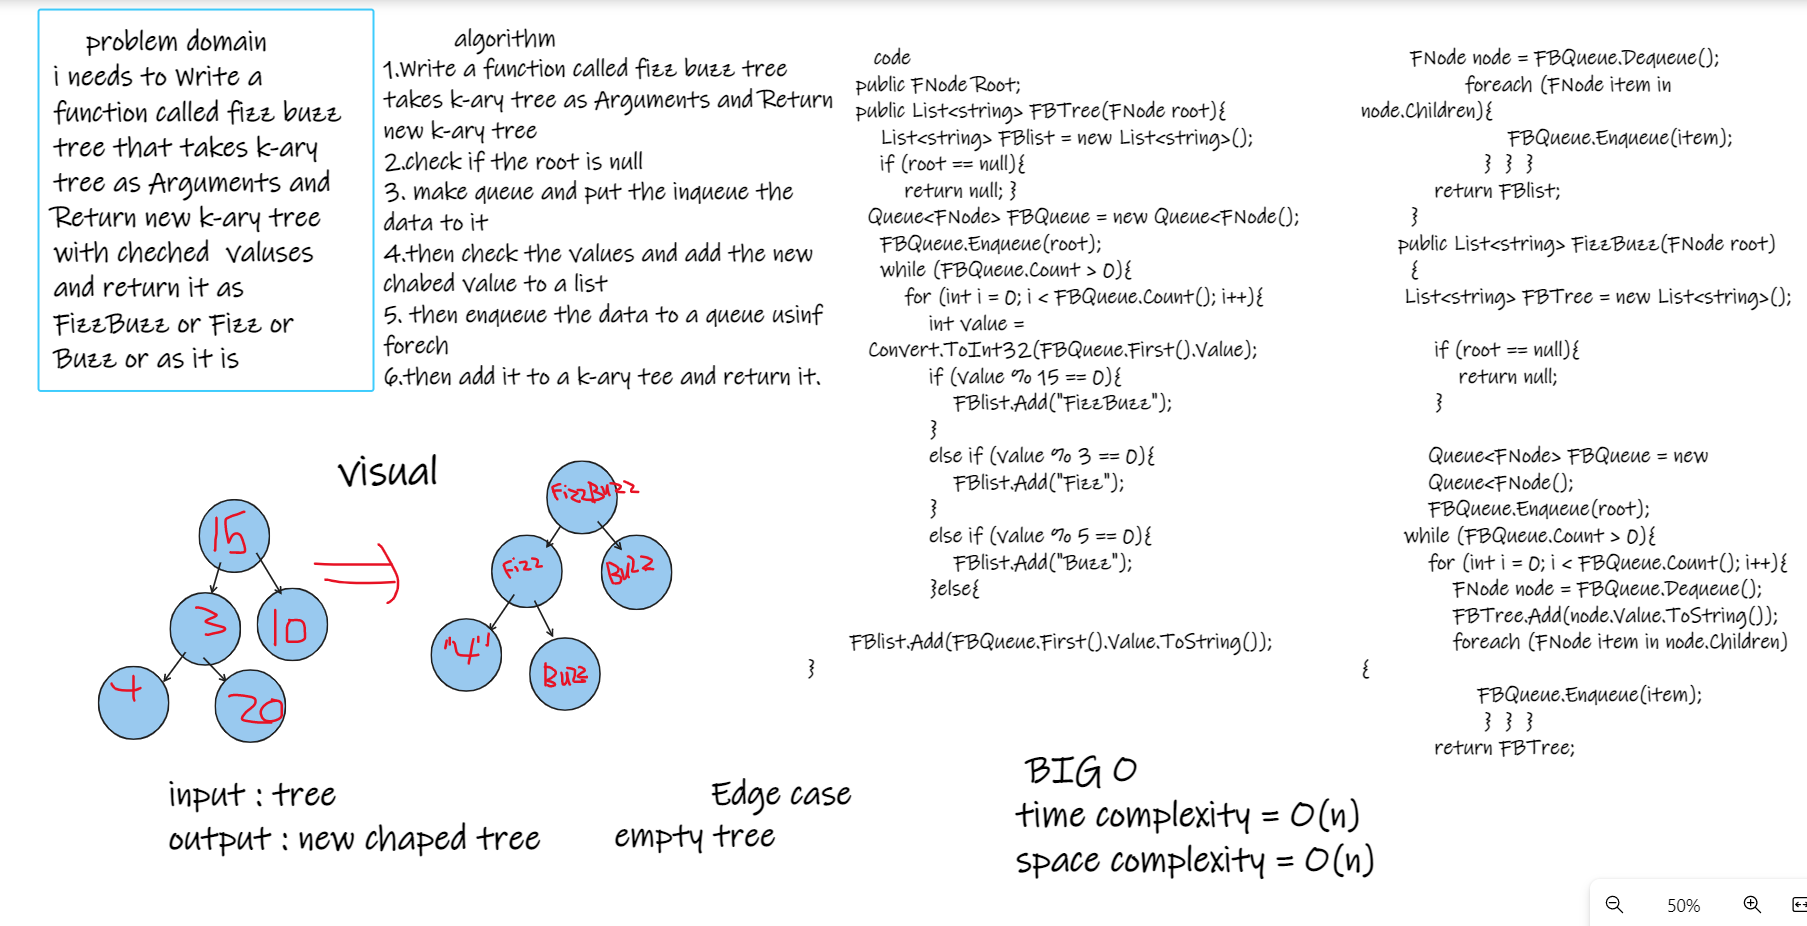 problem domain
i needs to Write a
function called fizz buzz
tree that takes k-ary
tree as Arguments and
Return new k-ary tree
with cheched valuses
and return it as
FizzBuzz or Fizz or
Buzz or as it is
algorithm
1.Write a function called fizz buzz tree
takes k-ary tree as Arguments and Return
new k-ary tree
2.check if the root is null
3. make queue and put the inqueue the
data to it
4.then check the values and add the new
chabed value to a list
5. then enqueue the data to a queue usinf
forech
6.then add it to a k-ary tee and return it.
code
public FNode Root;
public List<string> FBTree(FNode root){
List<string> FBlist = new List<string>();
if (root == null){
return null; }
Queue<FNode> FBQueue = new Queue<FNode();
FBQueue.Enqueue(root);
while (FBQueue.Count > 0){
for (int i = 0; i < FBQueue.Count(); i++){
int value =
Convert.ToInt32(FBQueue.First().Value);
if (value % 15 == 0){
FBlist.Add("FizzBuzz");
}
else if (value % 3 == 0){
FBlist.Add("Fizz");
}
else if (value % 5 == 0){
FBlist.Add("Buzz");
}else{
FBlist.Add(FBQueue.First().Value.ToString());
}
FNode node = FBQueue.Dequeue();
foreach (FNode item in
node.Children){
FBQueue.Enqueue(item);
} } }
return FBlist;
}
public List<string> FizzBuzz(FNode root)
{
List<string> FBTree = new List<string>();
if (root == null){
return null;
}
Queue<FNode> FBQueue = new
Queue<FNode();
FBQueue.Enqueue(root);
while (FBQueue.Count > 0){
for (int i = 0; i < FBQueue.Count(); i++){
FNode node = FBQueue.Dequeue();
FBTree.Add(node.Value.ToString());
foreach (FNode item in node.Children)
{
FBQueue.Enqueue(item);
} } }
return FBTree;
visual
15
3
10
4
20
FizzBuzz
Fizz
Buzz
"4"
Buzz
input : tree
output : new chaped tree
Edge case
empty tree
BIG O
time complexity = O(n)
space complexity = O(n)
50%